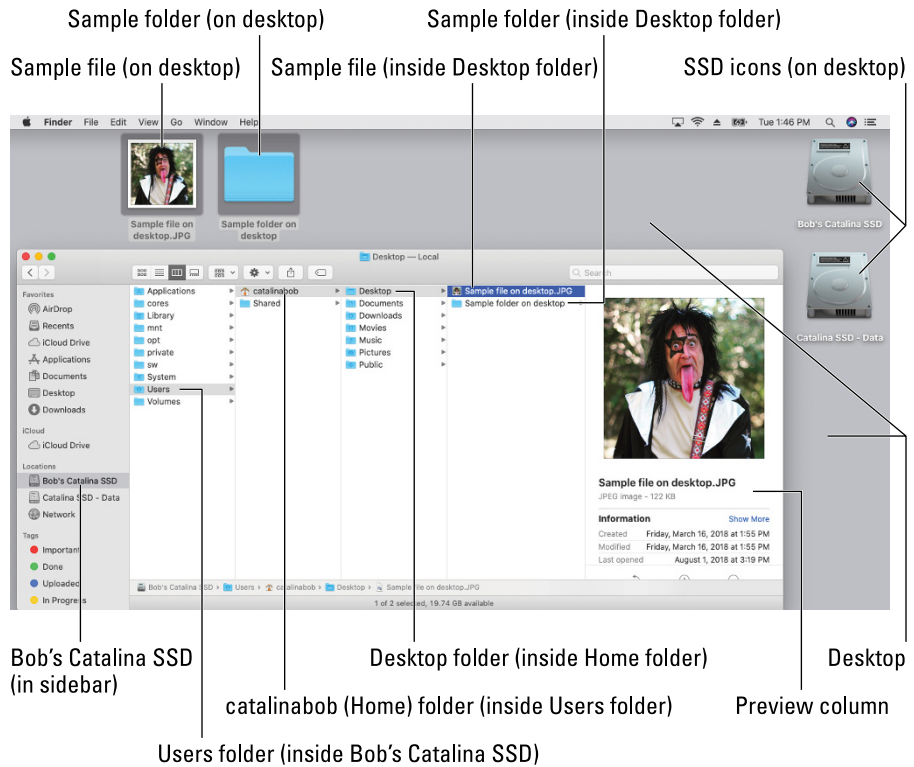 Sample folder (on desktop)
Sample folder (inside Desktop folder)
Sample file (on desktop)
Sample file (inside Desktop folder)
SSD icons (on desktop)
Finder File Edit View Go Window Help
Tue 1:46 PM
Sample file on
desktop.JPG
Sample folder on
desktop
Bob's Catalina SSD
Catalina SSD - Data
Desktop — Local
Search
Favorites
AirDrop
Recents
iCloud Drive
Applications
Documents
Desktop
Downloads
iCloud
iCloud Drive
Locations
Bob's Catalina SSD
Catalina SSD - Data
Network
Tags
Important
Done
Uploaded
In Progress
Applications
cores
Library
mnt
opt
private
sw
System
Users
Volumes
catalinabob
Shared
Desktop
Documents
Downloads
Movies
Music
Pictures
Public
Sample file on desktop.JPG
Sample folder on desktop
Sample file on desktop.JPG
JPEG image - 122 KB
Information Show More
Created Friday, March 16, 2018 at 1:55 PM
Modified Friday, March 16, 2018 at 1:55 PM
Last opened August 1, 2018 at 3:19 PM
Bob's Catalina SSD › Users › catalinabob › Desktop › Sample file on desktop.JPG
1 of 2 selected, 19.74 GB available
Bob's Catalina SSD
(in sidebar)
Desktop folder (inside Home folder)
Desktop
catalinabob (Home) folder (inside Users folder)
Preview column
Users folder (inside Bob's Catalina SSD)